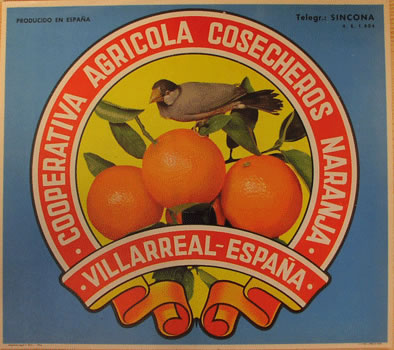 PRODUCIDO EN ESPAÑA
Telegr.: SINCONA
COOPERATIVA AGRICOLA COSECHEROS NARANJA
VILLARREAL-ESPAÑA